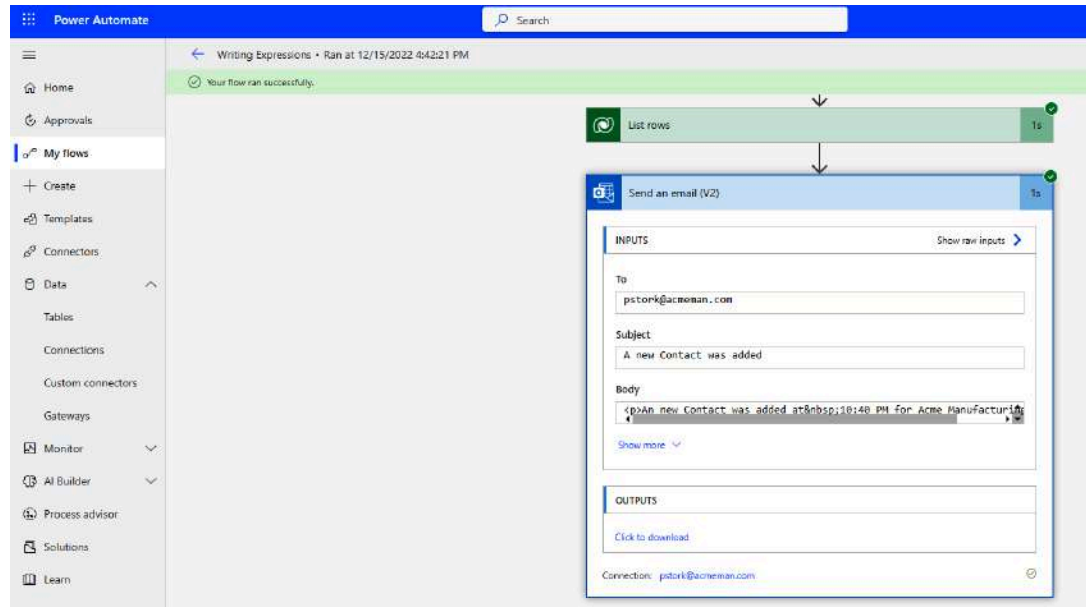 Power Automate
Search
Writing Expressions • Ran at 12/15/2022 4:42:21 PM
Your flow ran successfully.
Home
Approvals
My flows
Create
Templates
Connectors
Data
Tables
Connections
Custom connectors
Gateways
Monitor
AI Builder
Process advisor
Solutions
Learn
List rows
1s
Send an email (V2)
1s
INPUTS
Show raw inputs
To
pstork@acmeman.com
Subject
A new Contact was added
Body
<p>An new Contact was added at&nbsp;10:40 PM for Acme Manufacturing
Show more
OUTPUTS
Click to download
Connection: pstork@acmeman.com